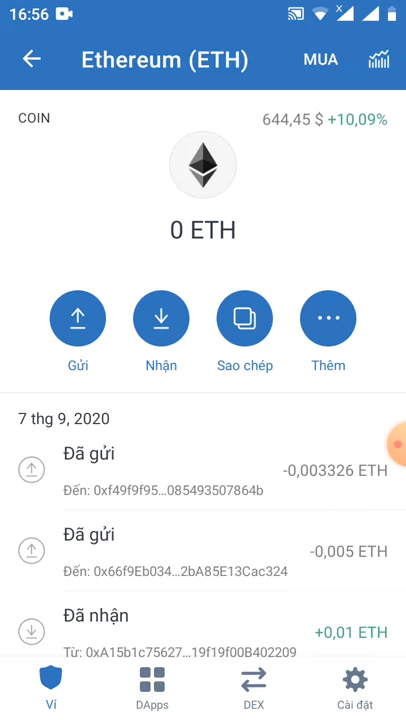 16:56
Ethereum (ETH)
MUA
COIN
644,45 $ +10,09%
0 ETH
Gửi
Nhận
Sao chép
Thêm
7 thg 9, 2020
Đã gửi
-0,003326 ETH
Đến: 0xf49f9f95...085493507864b
Đã gửi
-0,005 ETH
Đến: 0x66f9Eb034...2bA85E13Cac324
Đã nhận
+0,01 ETH
Từ: 0xA15b1c75627...19f19f00B402209
Ví
DApps
DEX
Cài đặt